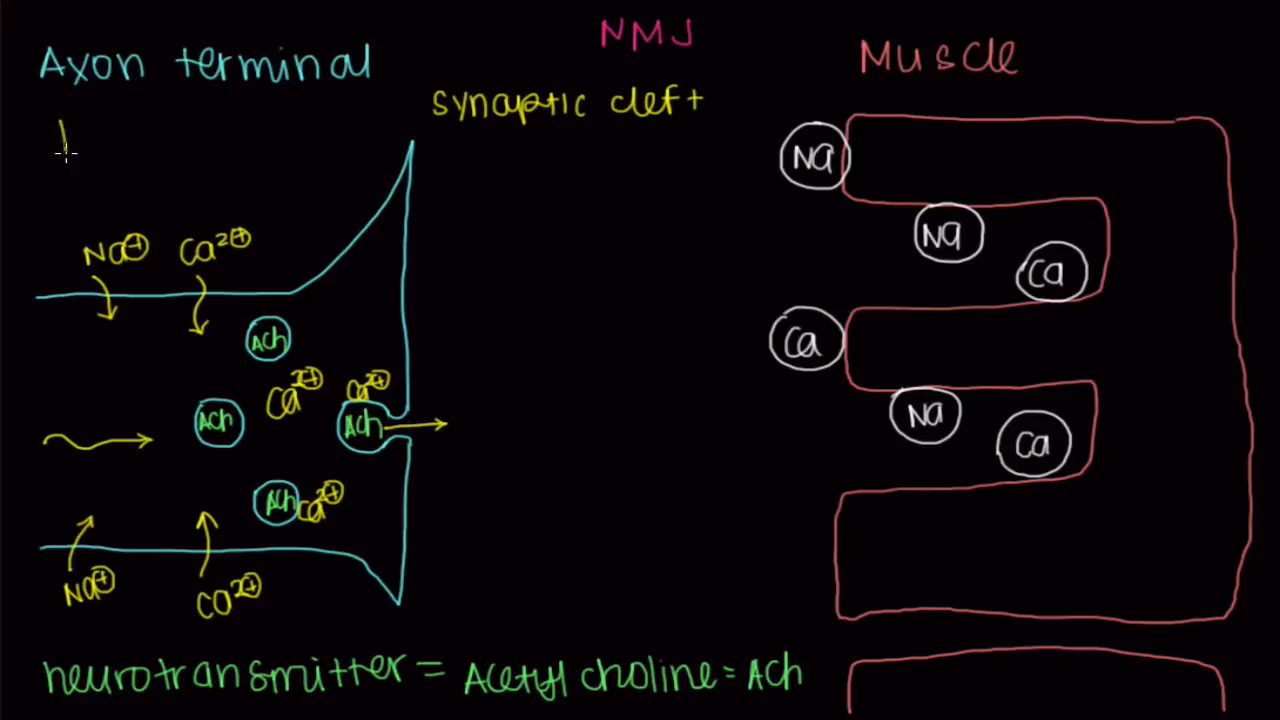 NMJ
Axon terminal
Muscle
synaptic cleft
Na
Na⁺ Ca²⁺
Na
Ca
ACh
Ca
Ca²⁺ Ca²⁺
ACh
ACh
Na
Ca
ACh Ca²⁺
Na⁺
CO²⁺
neurotransmitter = Acetyl choline = ACh